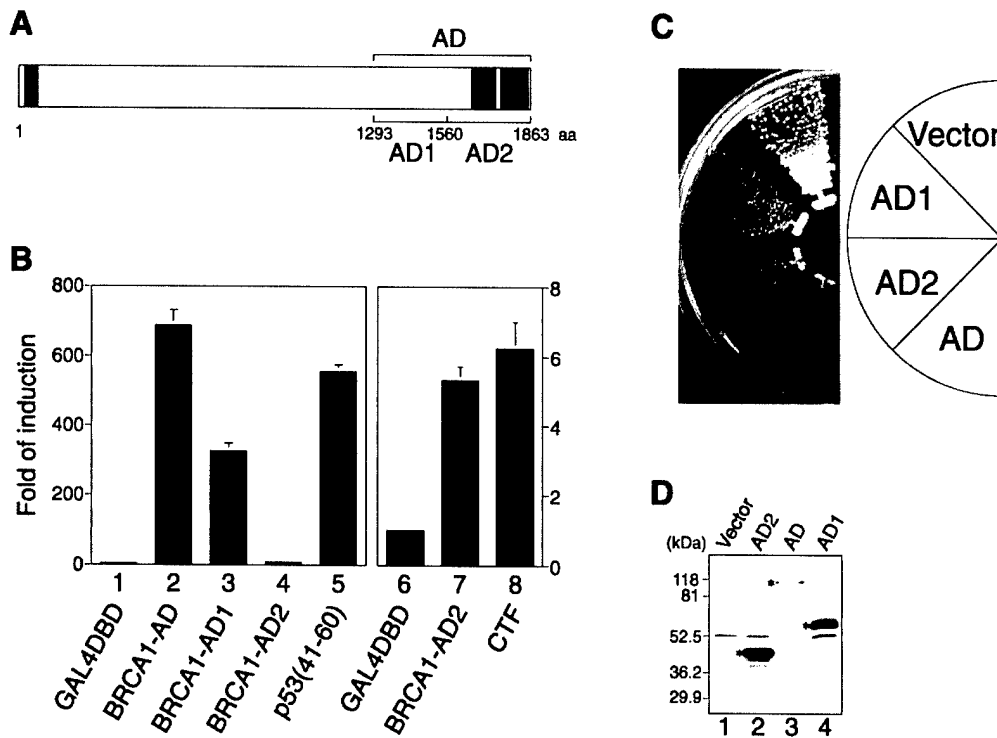 A
AD
1
1293
1560
1863
aa
AD1
AD2
B
Fold of induction
800
600
400
200
0
8
6
4
2
0
1
2
3
4
5
6
7
8
GAL4DBD
BRCA1-AD
BRCA1-AD1
BRCA1-AD2
p53(41-60)
GAL4DBD
BRCA1-AD2
CTF
C
Vector
AD1
AD2
AD
D
(kDa)
Vector
AD2
AD
AD1
118
81
52.5
36.2
29.9
1
2
3
4